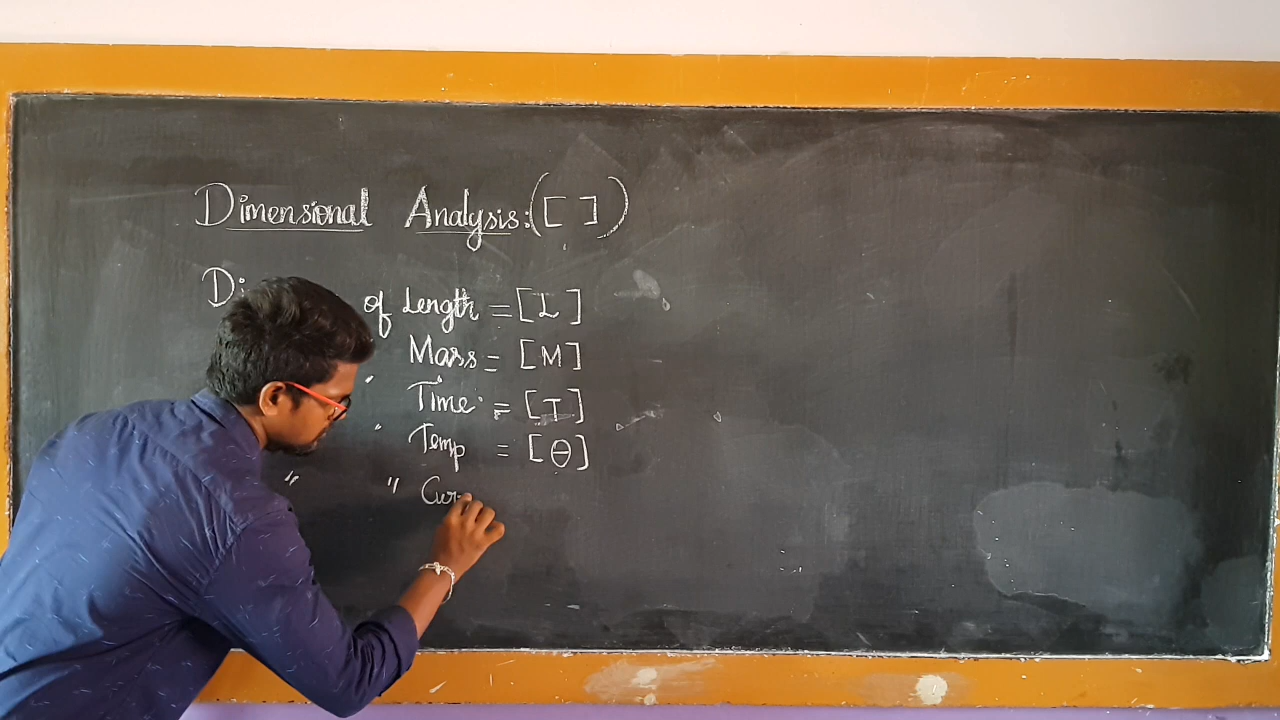 Dimensional Analysis: ([ ])
Di of Length = [L]
Mass = [M]
" Time = [T]
" Temp = [θ]
" " Cur